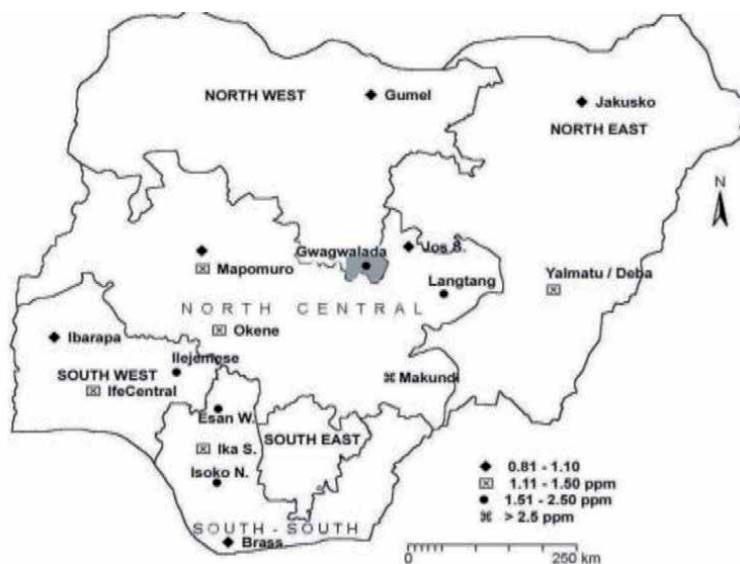 NORTH WEST
Gumel
Jakusko
NORTH EAST
N
Gwagwalada
Jos S.
Mapomuro
Langtang
Yalmatu / Deba
NORTH CENTRAL
Okene
Ibarapa
Ilejemese
SOUTH WEST
IfeCentral
Makundi
Esan W.
SOUTH EAST
Ika S.
Isoko N.
SOUTH - SOUTH
Brass
0.81 - 1.10
1.11 - 1.50 ppm
1.51 - 2.50 ppm
> 2.5 ppm
0 250 km